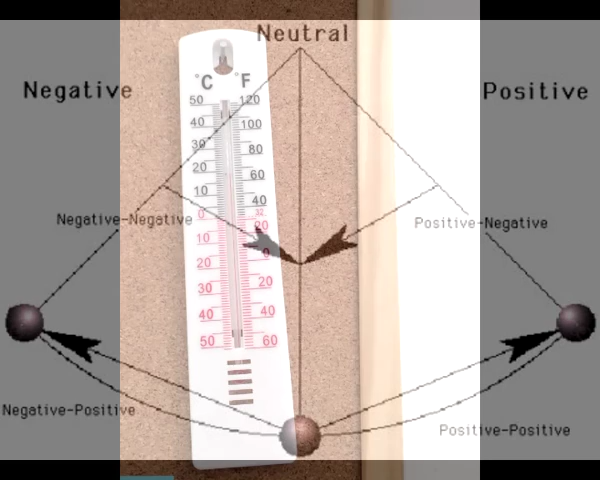 Neutral
Negative
Positive
°C °F
50 120
40 100
30 80
20 60
10 40
0 32
20
10 0
20 20
30
40 40
50 60
Negative-Negative
Positive-Negative
Negative-Positive
Positive-Positive